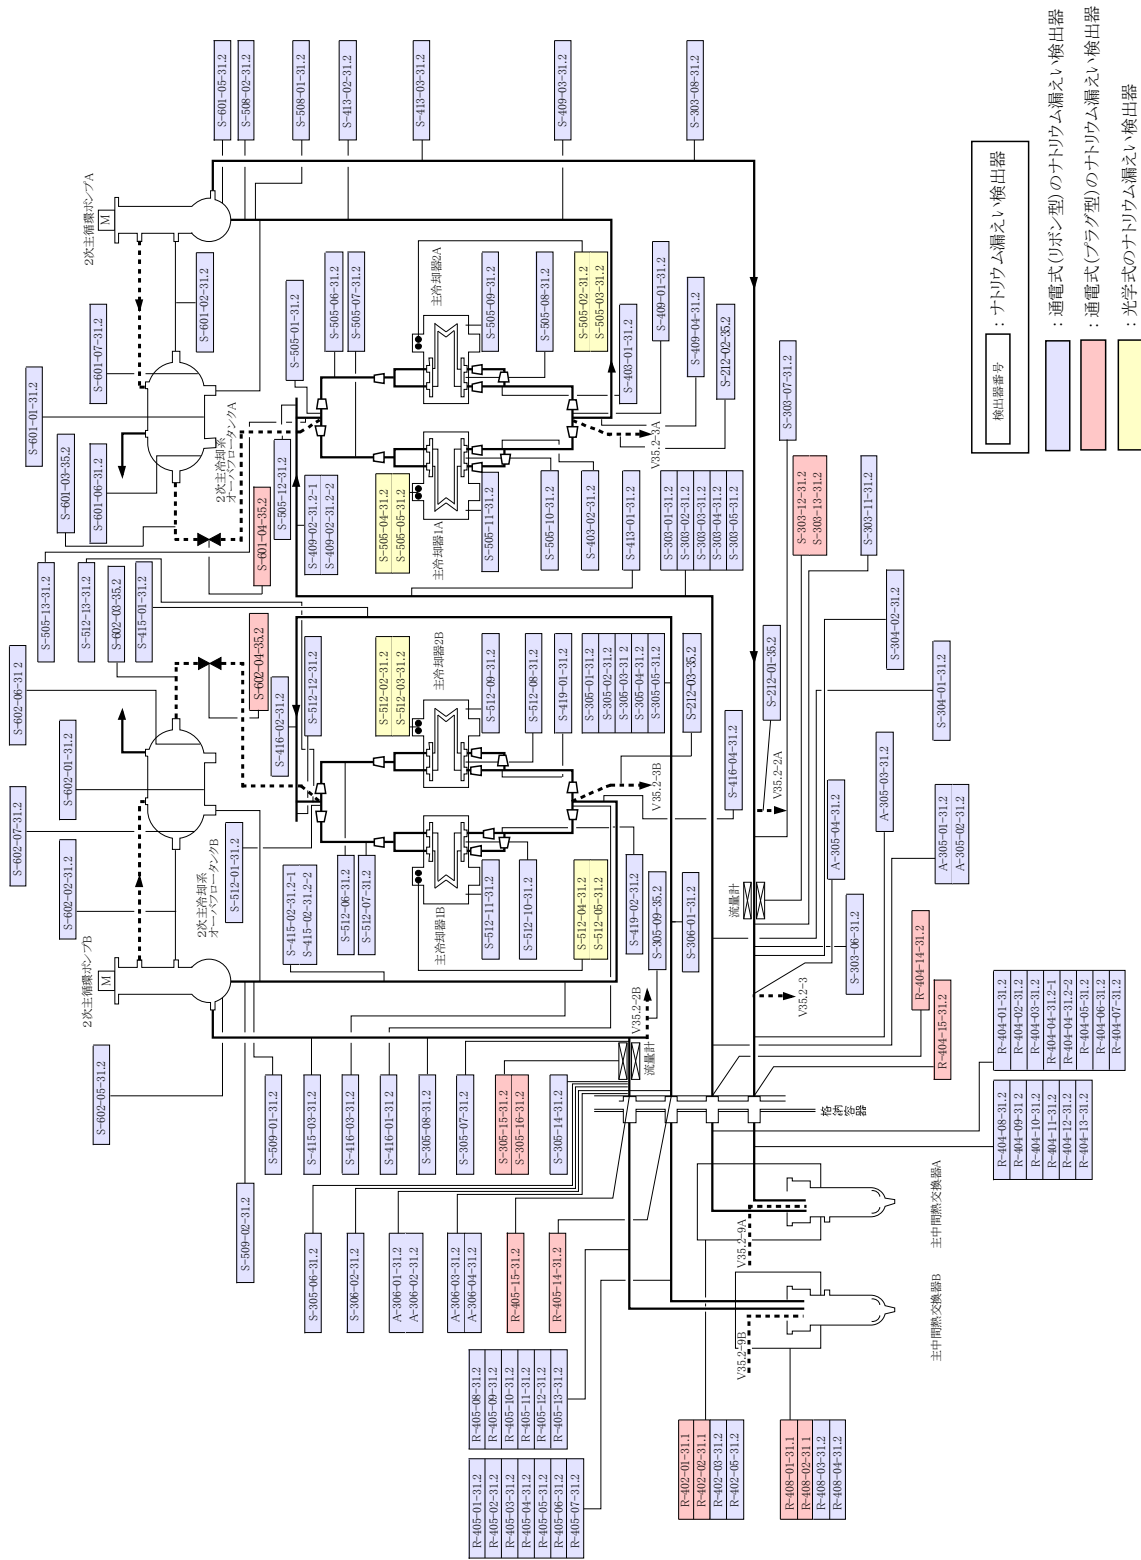 2次主循環ポンプA
M
S-601-05-31.2
S-508-02-31.2
S-508-01-31.2
S-413-02-31.2
S-413-03-31.2
S-409-03-31.2
S-303-08-31.2
S-601-01-31.2
S-601-07-31.2
S-601-02-31.2
S-601-03-35.2
S-601-06-31.2
2次主冷却系
オーバフロータンクA
S-601-04-35.2
S-505-12-31.2
S-505-01-31.2
S-505-06-31.2
S-505-07-31.2
主冷却器2A
S-505-09-31.2
S-505-08-31.2
S-505-02-31.2
S-505-03-31.2
S-403-01-31.2
S-409-01-31.2
S-409-04-31.2
S-212-02-35.2
V35.2-3A
S-409-02-31.2-1
S-409-02-31.2-2
S-505-04-31.2
S-505-05-31.2
主冷却器1A
S-505-11-31.2
S-505-10-31.2
S-403-02-31.2
S-413-01-31.2
S-303-01-31.2
S-303-02-31.2
S-303-03-31.2
S-303-04-31.2
S-303-05-31.2
S-303-07-31.2
S-303-12-31.2
S-303-13-31.2
S-303-11-31.2
S-304-02-31.2
S-304-01-31.2
S-505-13-31.2
S-512-13-31.2
S-602-03-35.2
S-415-01-31.2
S-602-06-31.2
S-602-01-31.2
S-602-07-31.2
S-602-02-31.2
S-602-04-35.2
S-416-02-31.2
S-512-12-31.2
S-512-02-31.2
S-512-03-31.2
主冷却器2B
S-512-09-31.2
S-512-08-31.2
S-419-01-31.2
S-305-01-31.2
S-305-02-31.2
S-305-03-31.2
S-305-04-31.2
S-305-05-31.2
S-212-03-35.2
S-416-04-31.2
S-212-01-35.2
V35.2-2A
V35.2-3B
2次主冷却系
オーバフロータンクB
S-512-01-31.2
S-415-02-31.2-1
S-415-02-31.2-2
S-512-06-31.2
S-512-07-31.2
主冷却器1B
S-512-11-31.2
S-512-10-31.2
S-512-04-31.2
S-512-05-31.2
S-419-02-31.2
S-305-09-35.2
S-306-01-31.2
流量計
A-305-04-31.2
A-305-03-31.2
A-305-01-31.2
A-305-02-31.2
S-303-06-31.2
V35.2-3
R-404-14-31.2
R-404-15-31.2
2次主循環ポンプB
M
S-602-05-31.2
S-509-01-31.2
S-509-02-31.2
S-415-03-31.2
S-416-03-31.2
S-416-01-31.2
S-305-08-31.2
S-305-07-31.2
S-305-15-31.2
S-305-16-31.2
S-305-14-31.2
V35.2-2B
流量計
格納容器
R-404-01-31.2
R-404-02-31.2
R-404-03-31.2
R-404-04-31.2-1
R-404-04-31.2-2
R-404-05-31.2
R-404-06-31.2
R-404-07-31.2
R-404-08-31.2
R-404-09-31.2
R-404-10-31.2
R-404-11-31.2
R-404-12-31.2
R-404-13-31.2
S-305-06-31.2
S-306-02-31.2
A-306-01-31.2
A-306-02-31.2
A-306-03-31.2
A-306-04-31.2
R-405-15-31.2
R-405-14-31.2
V35.2-9A
主中間熱交換器A
V35.2-9B
主中間熱交換器B
R-405-08-31.2
R-405-09-31.2
R-405-10-31.2
R-405-11-31.2
R-405-12-31.2
R-405-13-31.2
R-405-01-31.2
R-405-02-31.2
R-405-03-31.2
R-405-04-31.2
R-405-05-31.2
R-405-06-31.2
R-405-07-31.2
R-402-01-31.1
R-402-02-31.1
R-402-03-31.2
R-402-05-31.2
R-408-01-31.1
R-408-02-31.1
R-408-03-31.2
R-408-04-31.2
検出器番号 : ナトリウム漏えい検出器
: 通電式(リボン型)のナトリウム漏えい検出器
: 通電式(プラグ型)のナトリウム漏えい検出器
: 光学式のナトリウム漏えい検出器